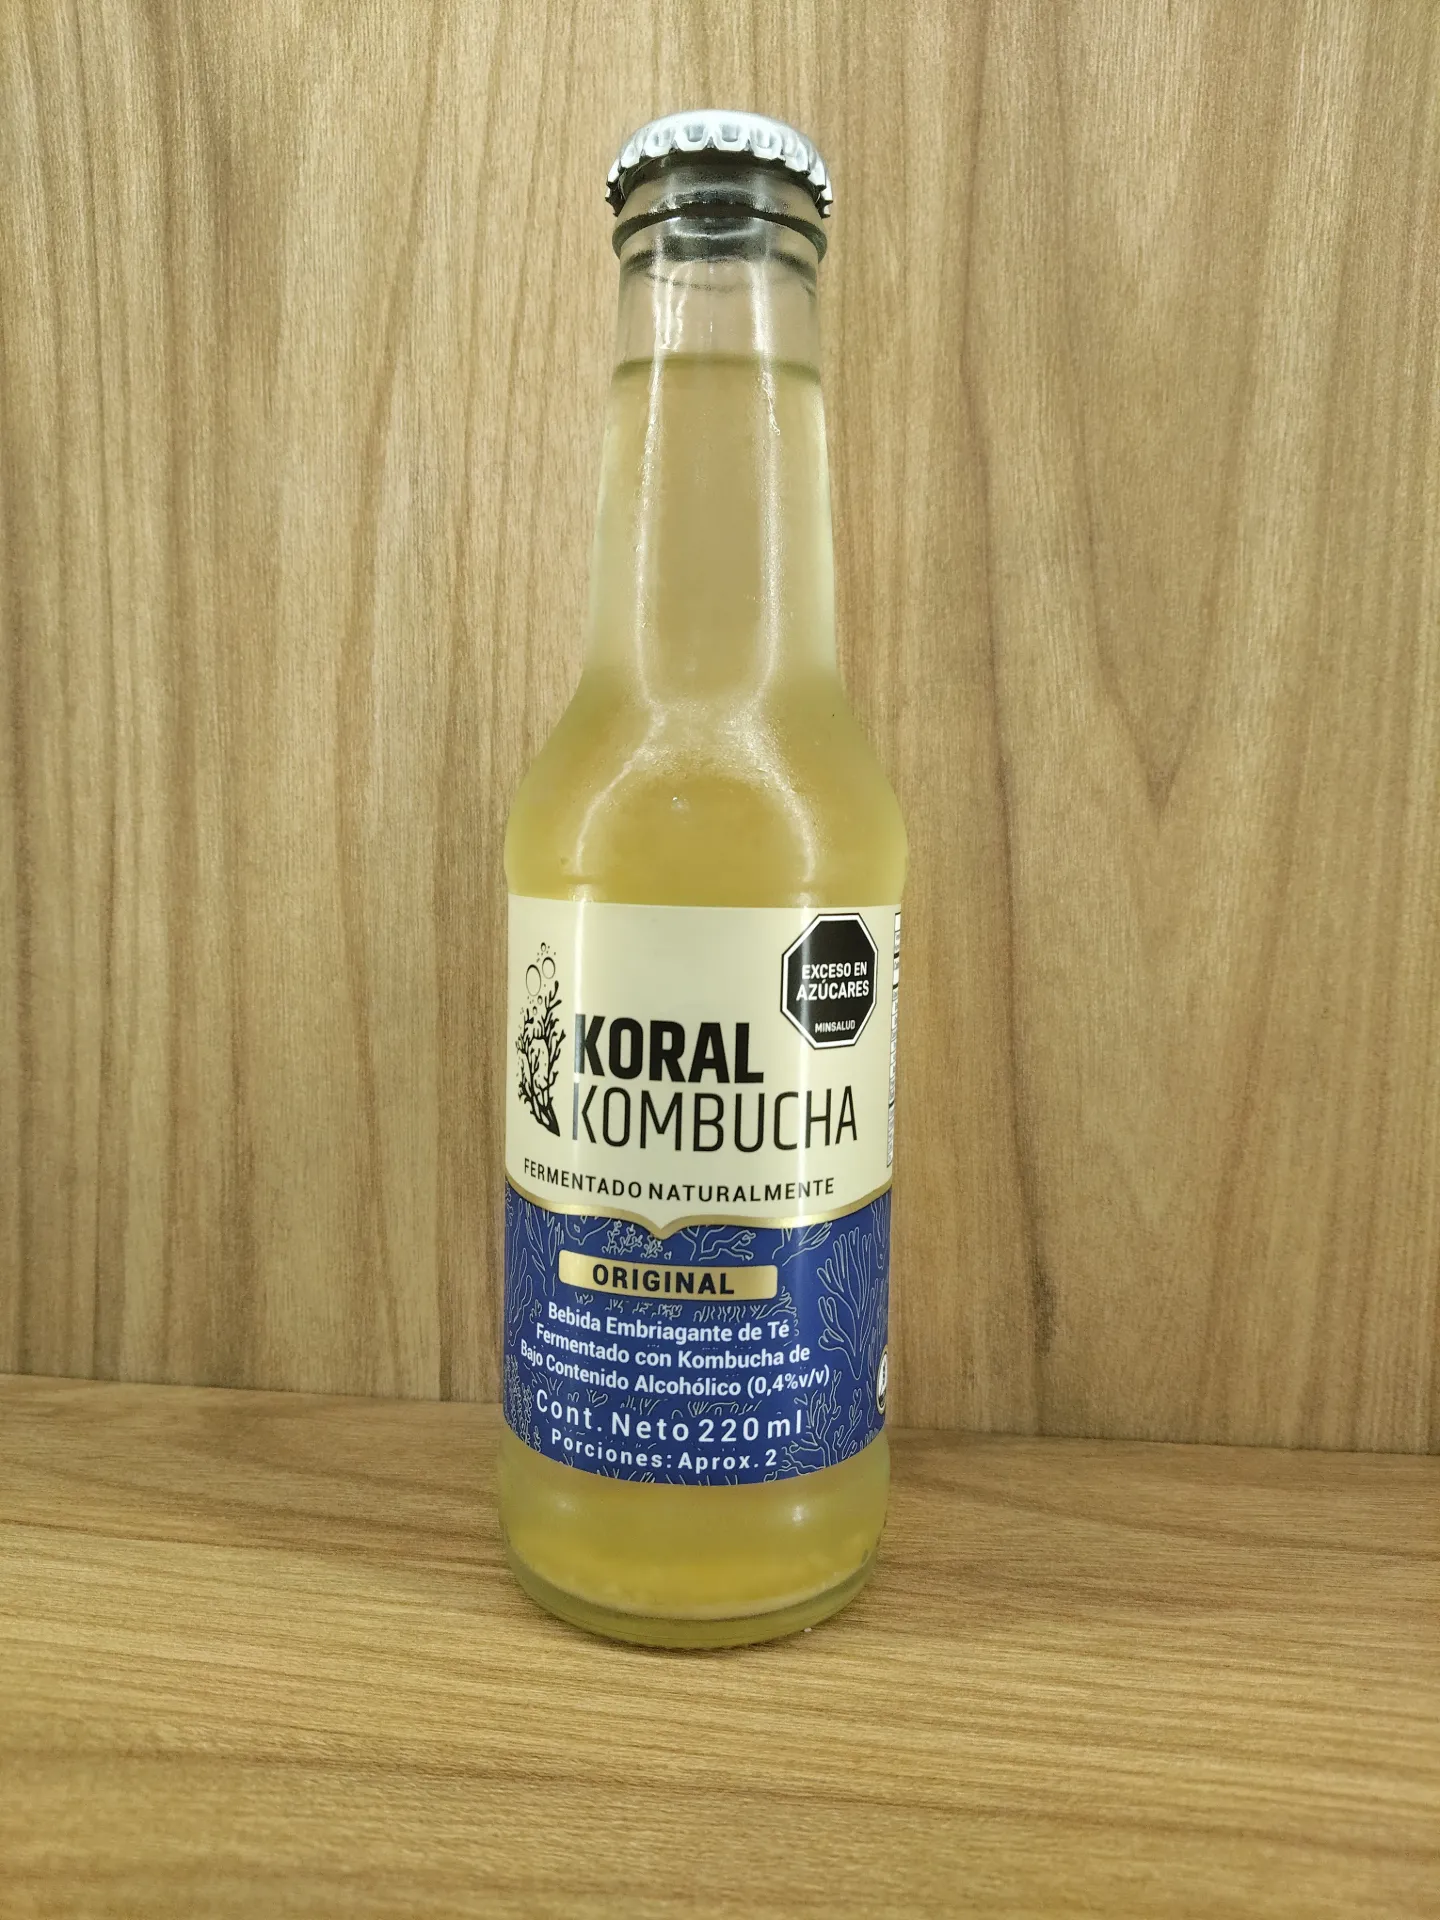 EXCESO EN
AZÚCARES
MINSALUD
KORAL
KOMBUCHA
FERMENTADO NATURALMENTE
ORIGINAL
Bebida Embriagante de Té
Fermentado con Kombucha de
Bajo Contenido Alcohólico (0,4%v/v)
Cont. Neto 220 ml
Porciones: Aprox. 2